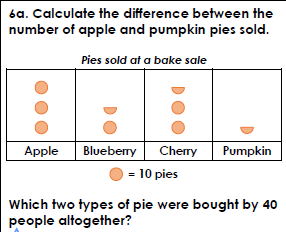 6a. Calculate the difference between the
number of apple and pumpkin pies sold.
Pies sold at a bake sale
Apple Blueberry Cherry Pumpkin
= 10 pies
Which two types of pie were bought by 40
people altogether?